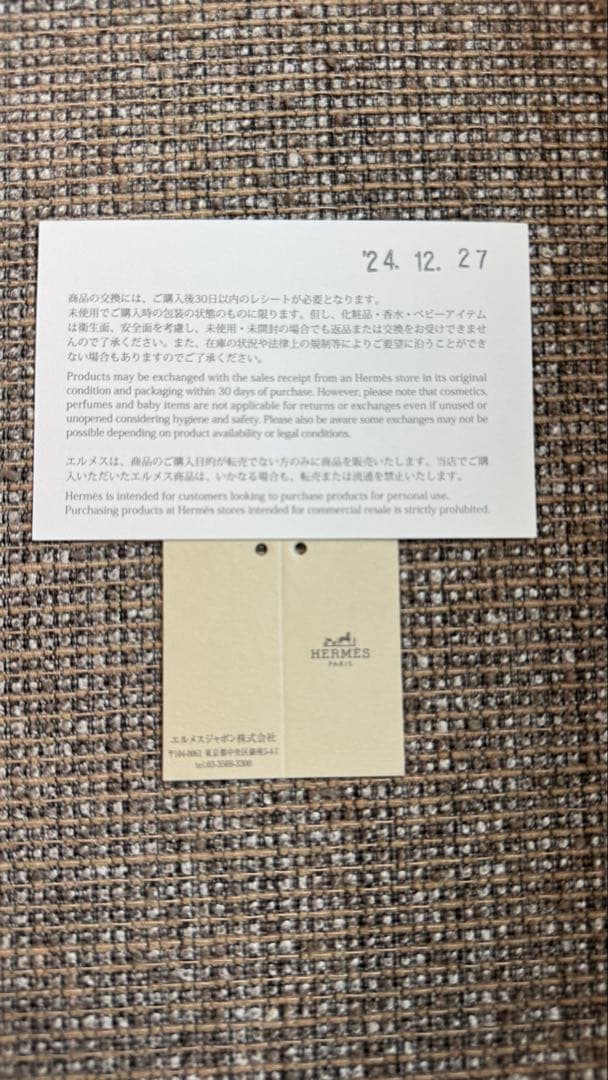 '24. 12. 27
商品の交換には、ご購入後30日以内のレシートが必要となります。
未使用でご購入時の包装の状態のものに限ります。但し、化粧品・香水・ベビーアイテム
は衛生面、安全面を考慮し、未使用・未開封の場合でも返品または交換をお受けできませ
んので了承ください。また、在庫の状況や法律上の規制等によりご要望に沿うことができ
ない場合もありますのでご了承ください。
Products may be exchanged with the sales receipt from an Hermès store in its original
condition and packaging within 30 days of purchase. However, please note that cosmetics,
perfumes and baby items are not applicable for returns or exchanges even if unused or
unopened considering hygiene and safety. Please also be aware some exchanges may not be
possible depending on product availability or legal conditions.
エルメスは、商品のご購入目的が転売でない方のみに商品を販売いたします。当店でご購
入いただいたエルメス商品は、いかなる場合も、転売または流通を禁止いたします。
Hermès is intended for customers looking to purchase products for personal use.
Purchasing products at Hermès stores intended for commercial resale is strictly prohibited.
HERMÈS
PARIS
エルメスジャポン株式会社
〒104-0061 東京都中央区銀座5-4-1
tel.03-3569-3300